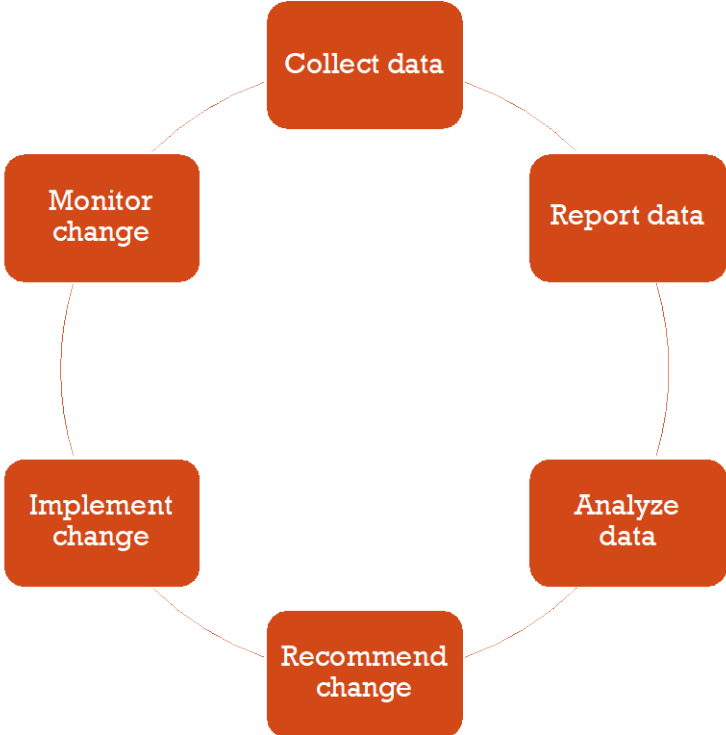 Collect data
Report data
Analyze
data
Recommend
change
Implement
change
Monitor
change